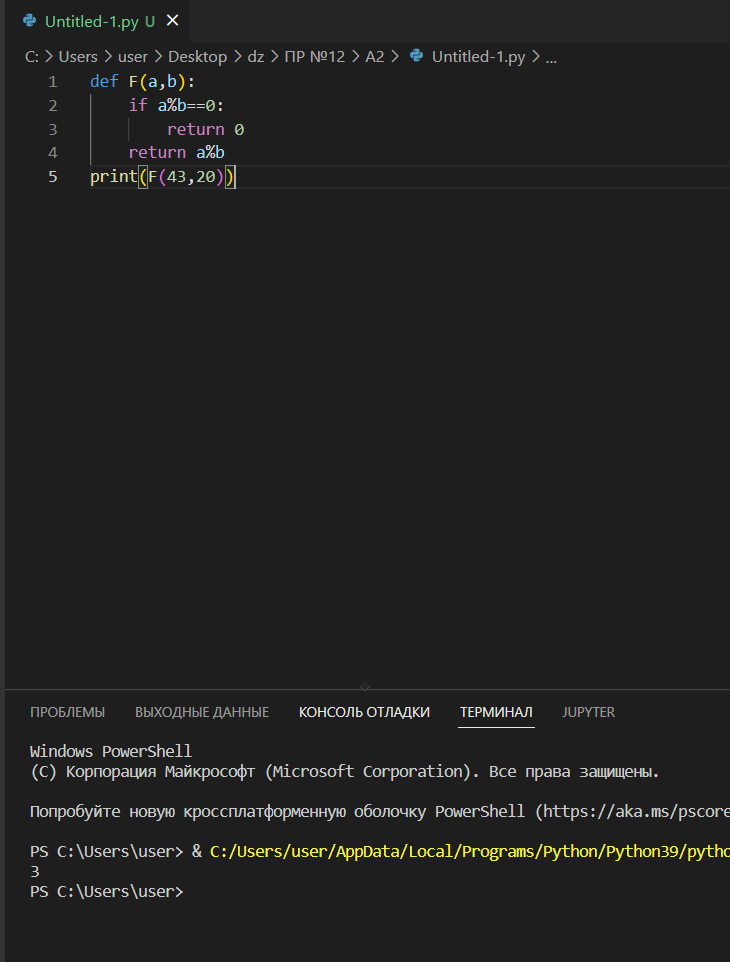 Untitled-1.py U ×
C: > Users > user > Desktop > dz > ПР №12 > A2 > Untitled-1.py > ...
1 def F(a,b):
2 if a%b==0:
3 return 0
4 return a%b
5 print(F(43,20))
ПРОБЛЕМЫ ВЫХОДНЫЕ ДАННЫЕ КОНСОЛЬ ОТЛАДКИ ТЕРМИНАЛ JUPYTER
Windows PowerShell
(C) Корпорация Майкрософт (Microsoft Corporation). Все права защищены.
Попробуйте новую кроссплатформенную оболочку PowerShell (https://aka.ms/pscore
PS C:\Users\user> & C:/Users/user/AppData/Local/Programs/Python/Python39/pytho
3
PS C:\Users\user>